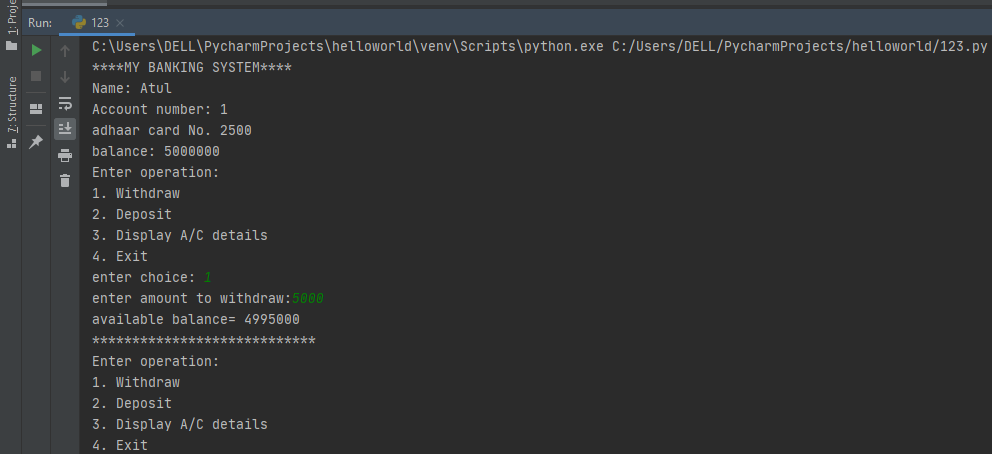 1: Proje
7: Structure
Run: 123
C:\Users\DELL\PycharmProjects\helloworld\venv\Scripts\python.exe C:/Users/DELL/PycharmProjects/helloworld/123.py
****MY BANKING SYSTEM****
Name: Atul
Account number: 1
adhaar card No. 2500
balance: 5000000
Enter operation:
1. Withdraw
2. Deposit
3. Display A/C details
4. Exit
enter choice: 1
enter amount to withdraw:5000
available balance= 4995000
****************************
Enter operation:
1. Withdraw
2. Deposit
3. Display A/C details
4. Exit